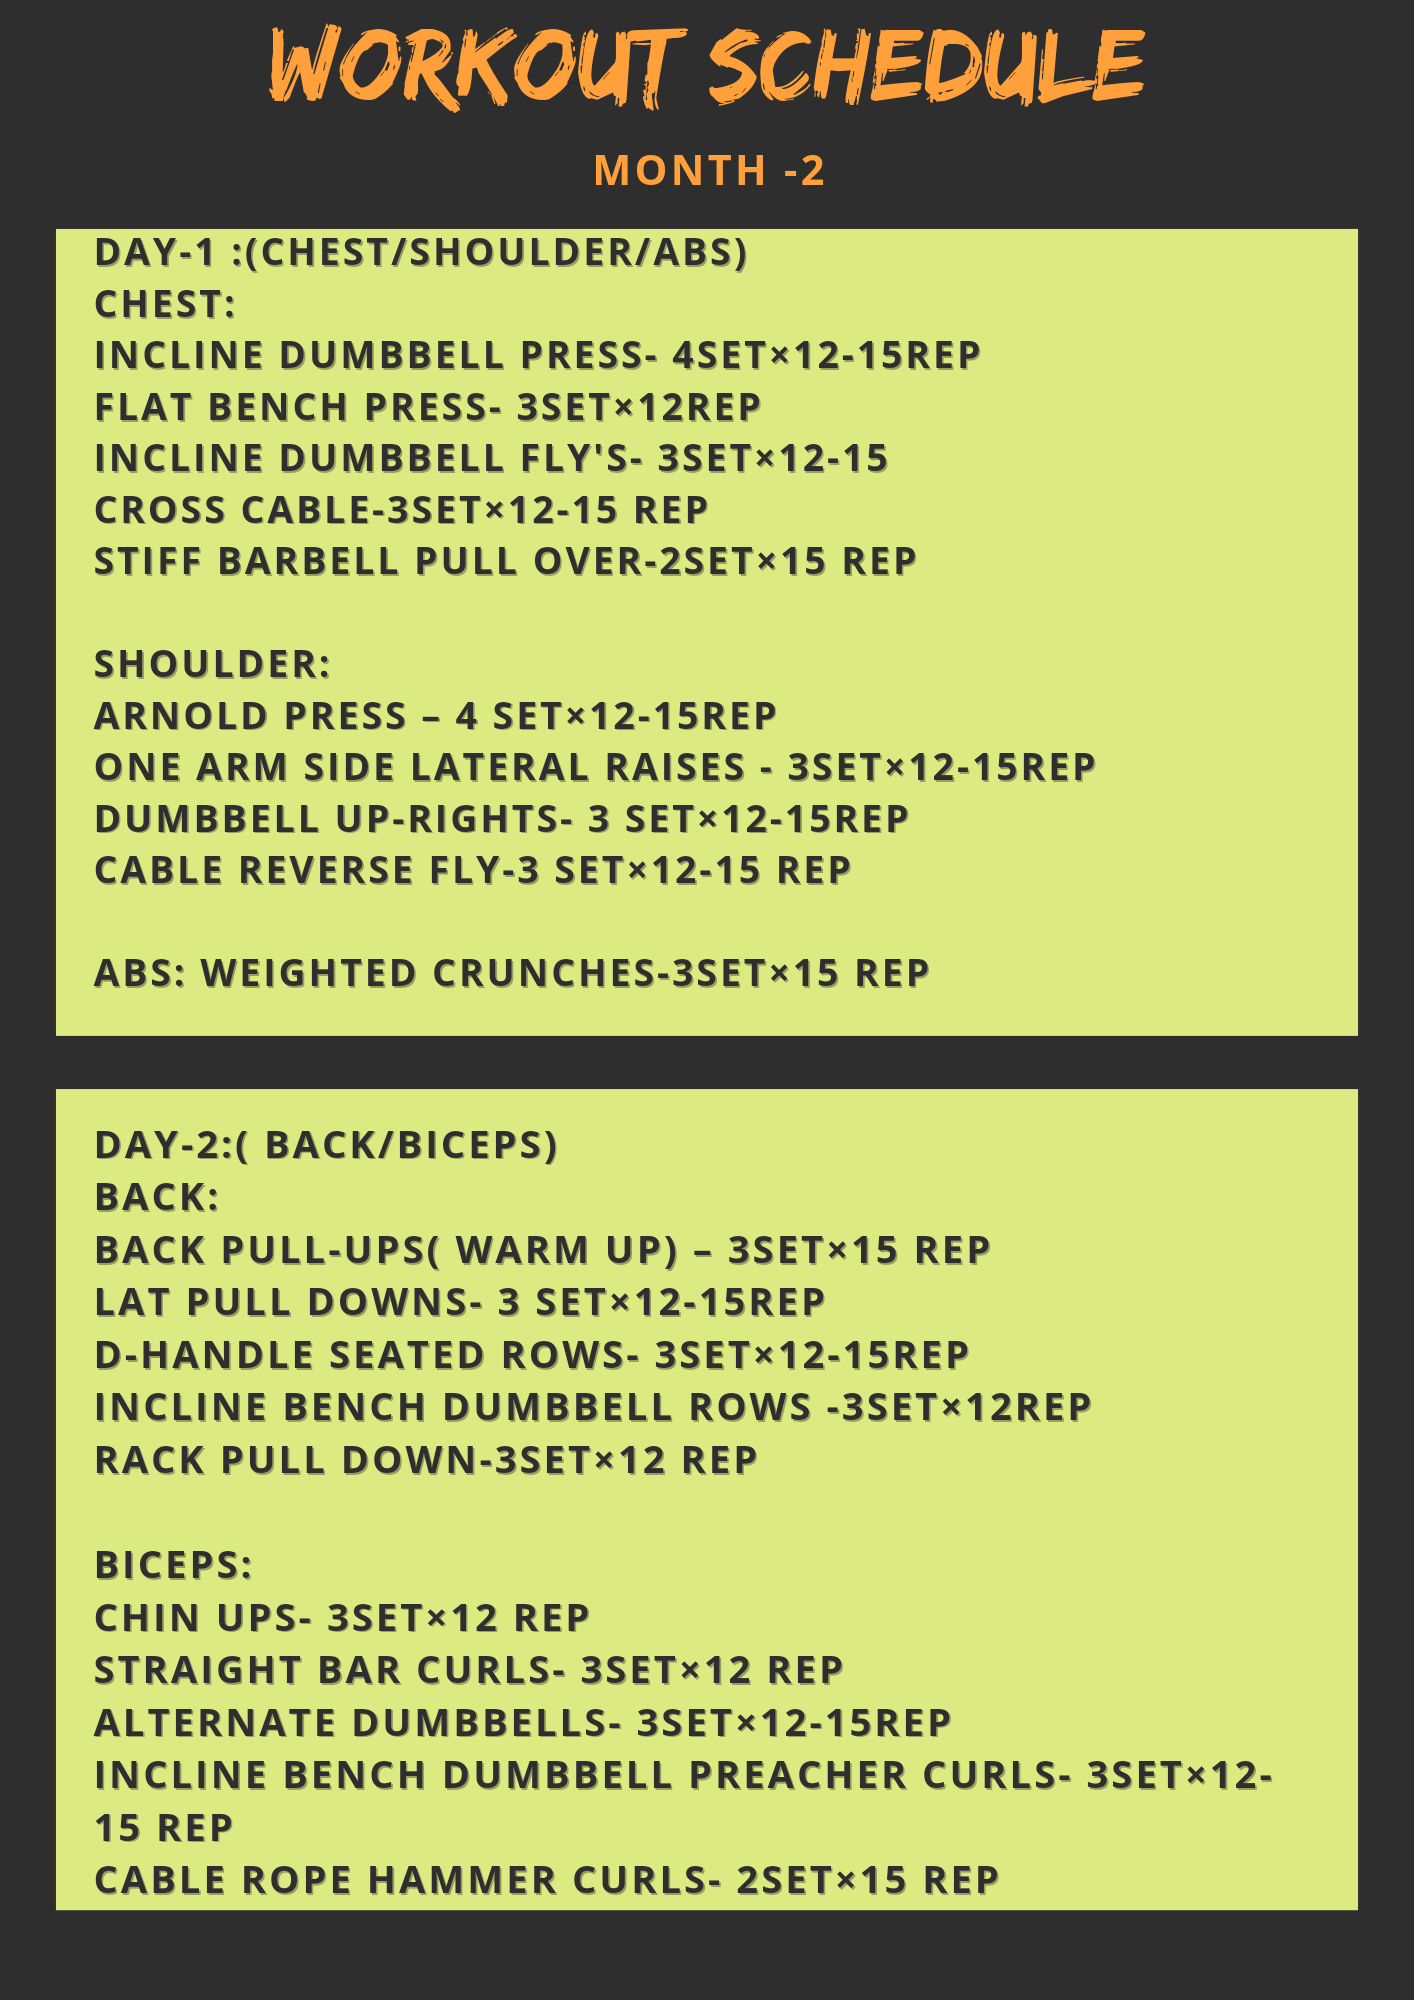 WORKOUT SCHEDULE
MONTH -2
DAY-1 :(CHEST/SHOULDER/ABS)
CHEST:
INCLINE DUMBBELL PRESS- 4SET×12-15REP
FLAT BENCH PRESS- 3SET×12REP
INCLINE DUMBBELL FLY'S- 3SET×12-15
CROSS CABLE-3SET×12-15 REP
STIFF BARBELL PULL OVER-2SET×15 REP
SHOULDER:
ARNOLD PRESS – 4 SET×12-15REP
ONE ARM SIDE LATERAL RAISES - 3SET×12-15REP
DUMBBELL UP-RIGHTS- 3 SET×12-15REP
CABLE REVERSE FLY-3 SET×12-15 REP
ABS: WEIGHTED CRUNCHES-3SET×15 REP
DAY-2:( BACK/BICEPS)
BACK:
BACK PULL-UPS( WARM UP) – 3SET×15 REP
LAT PULL DOWNS- 3 SET×12-15REP
D-HANDLE SEATED ROWS- 3SET×12-15REP
INCLINE BENCH DUMBBELL ROWS -3SET×12REP
RACK PULL DOWN-3SET×12 REP
BICEPS:
CHIN UPS- 3SET×12 REP
STRAIGHT BAR CURLS- 3SET×12 REP
ALTERNATE DUMBBELLS- 3SET×12-15REP
INCLINE BENCH DUMBBELL PREACHER CURLS- 3SET×12-
15 REP
CABLE ROPE HAMMER CURLS- 2SET×15 REP